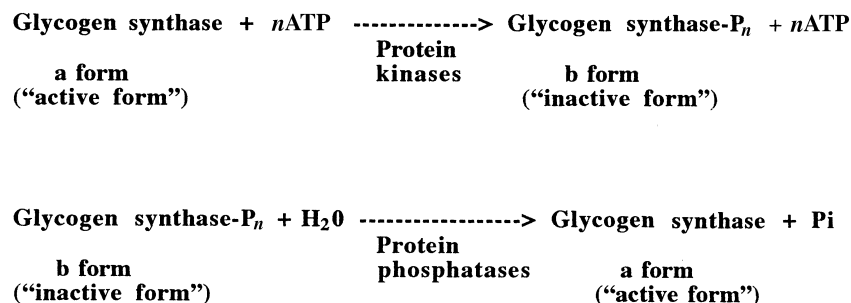 Glycogen synthase + nATP ------------> Glycogen synthase-Pn + nATP
Protein
kinases
a form b form
("active form") ("inactive form")
Glycogen synthase-Pn + H20 --------------> Glycogen synthase + Pi
Protein
phosphatases
b form a form
("inactive form") ("active form")